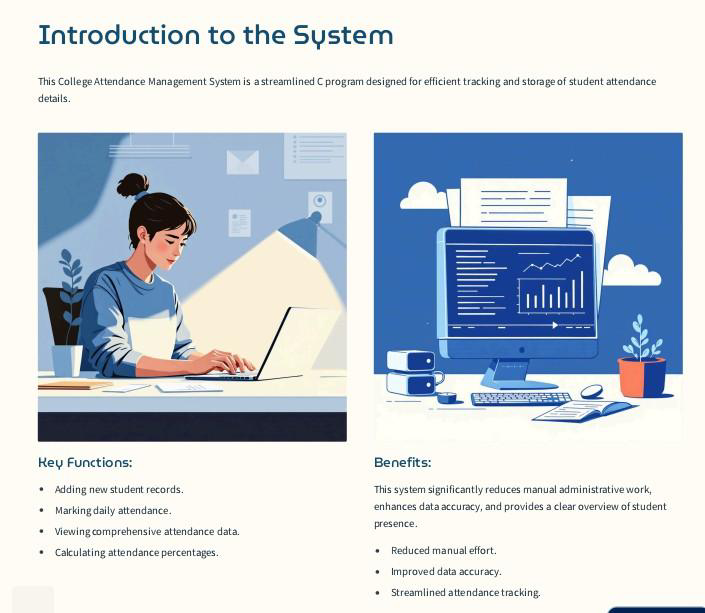 Introduction to the System
This College Attendance Management System is a streamlined C program designed for efficient tracking and storage of student attendance
details.
Key Functions:
• Adding new student records.
• Marking daily attendance.
• Viewing comprehensive attendance data.
• Calculating attendance percentages.
Benefits:
This system significantly reduces manual administrative work,
enhances data accuracy, and provides a clear overview of student
presence.
• Reduced manual effort.
• Improved data accuracy.
• Streamlined attendance tracking.